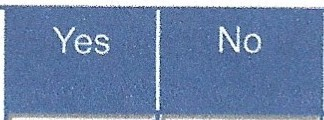 Yes No